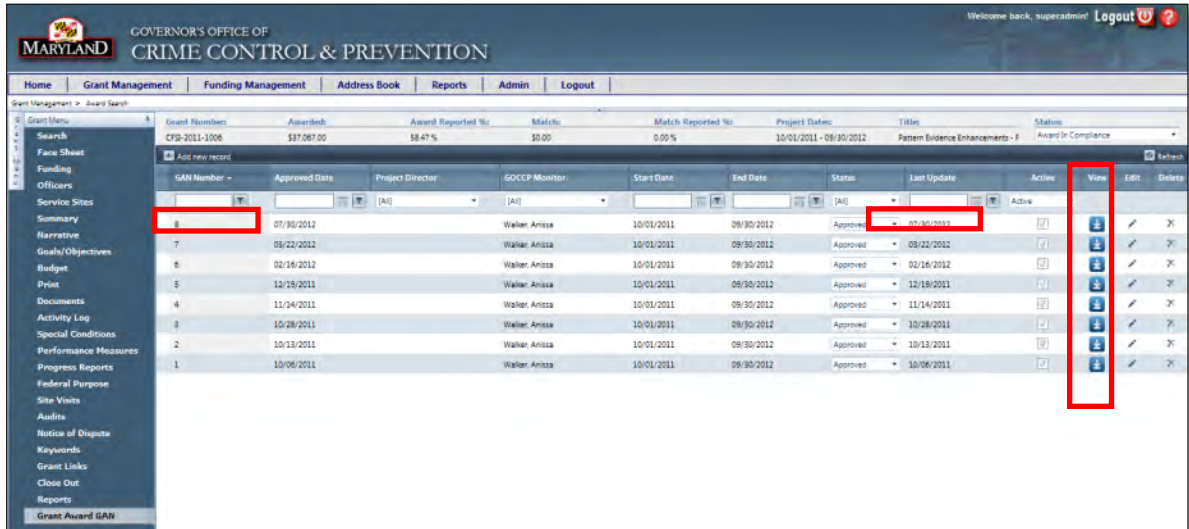 Welcome back, superadmin! Logout
MARYLAND
GOVERNOR'S OFFICE OF
CRIME CONTROL & PREVENTION
Home Grant Management Funding Management Address Book Reports Admin Logout
Grant Management > Award Search
Grant Menu
Search
Face Sheet
Funding
Officers
Service Sites
Summary
Narrative
Goals/Objectives
Budget
Print
Documents
Activity Log
Special Conditions
Performance Measures
Progress Reports
Federal Purpose
Site Visits
Audits
Notice of Dispute
Keywords
Grant Links
Close Out
Reports
Grant Award GAN
Grant Number: Awarded: Award Reported %: Match: Match Reported %: Project Dates: Title: Status:
CFSI-2011-1006 $37,067.00 58.47 % $0.00 0.00 % 10/01/2011 - 09/30/2012 Pattern Evidence Enhancements - F Award In Compliance
Add new record Refresh
GAN Number Approved Date Project Director GOCCP Monitor Start Date End Date Status Last Update Active View Edit Delete
[All] [All] [All] Active
8 07/30/2012 Walker, Anissa 10/01/2011 09/30/2012 Approved 07/30/2012
7 03/22/2012 Walker, Anissa 10/01/2011 09/30/2012 Approved 03/22/2012
6 02/16/2012 Walker, Anissa 10/01/2011 09/30/2012 Approved 02/16/2012
5 12/19/2011 Walker, Anissa 10/01/2011 09/30/2012 Approved 12/19/2011
4 11/14/2011 Walker, Anissa 10/01/2011 09/30/2012 Approved 11/14/2011
3 10/28/2011 Walker, Anissa 10/01/2011 09/30/2012 Approved 10/28/2011
2 10/13/2011 Walker, Anissa 10/01/2011 09/30/2012 Approved 10/13/2011
1 10/06/2011 Walker, Anissa 10/01/2011 09/30/2012 Approved 10/06/2011